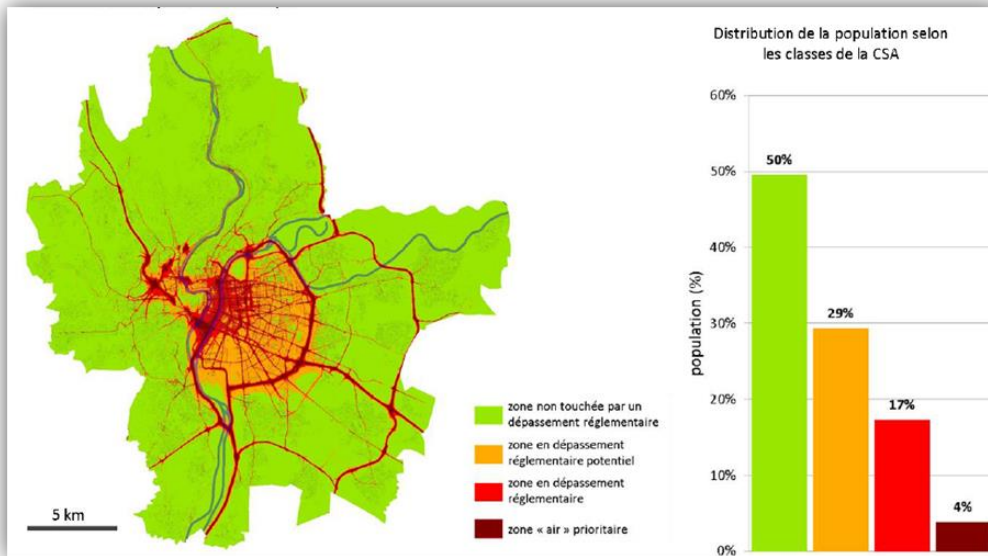 Distribution de la population selon
les classes de la CSA
60%
50%
40%
30%
20%
10%
0%
population (%)
50%
29%
17%
4%
zone non touchée par un
dépassement réglementaire
zone en dépassement
réglementaire potentiel
zone en dépassement
réglementaire
zone « air » prioritaire
5 km